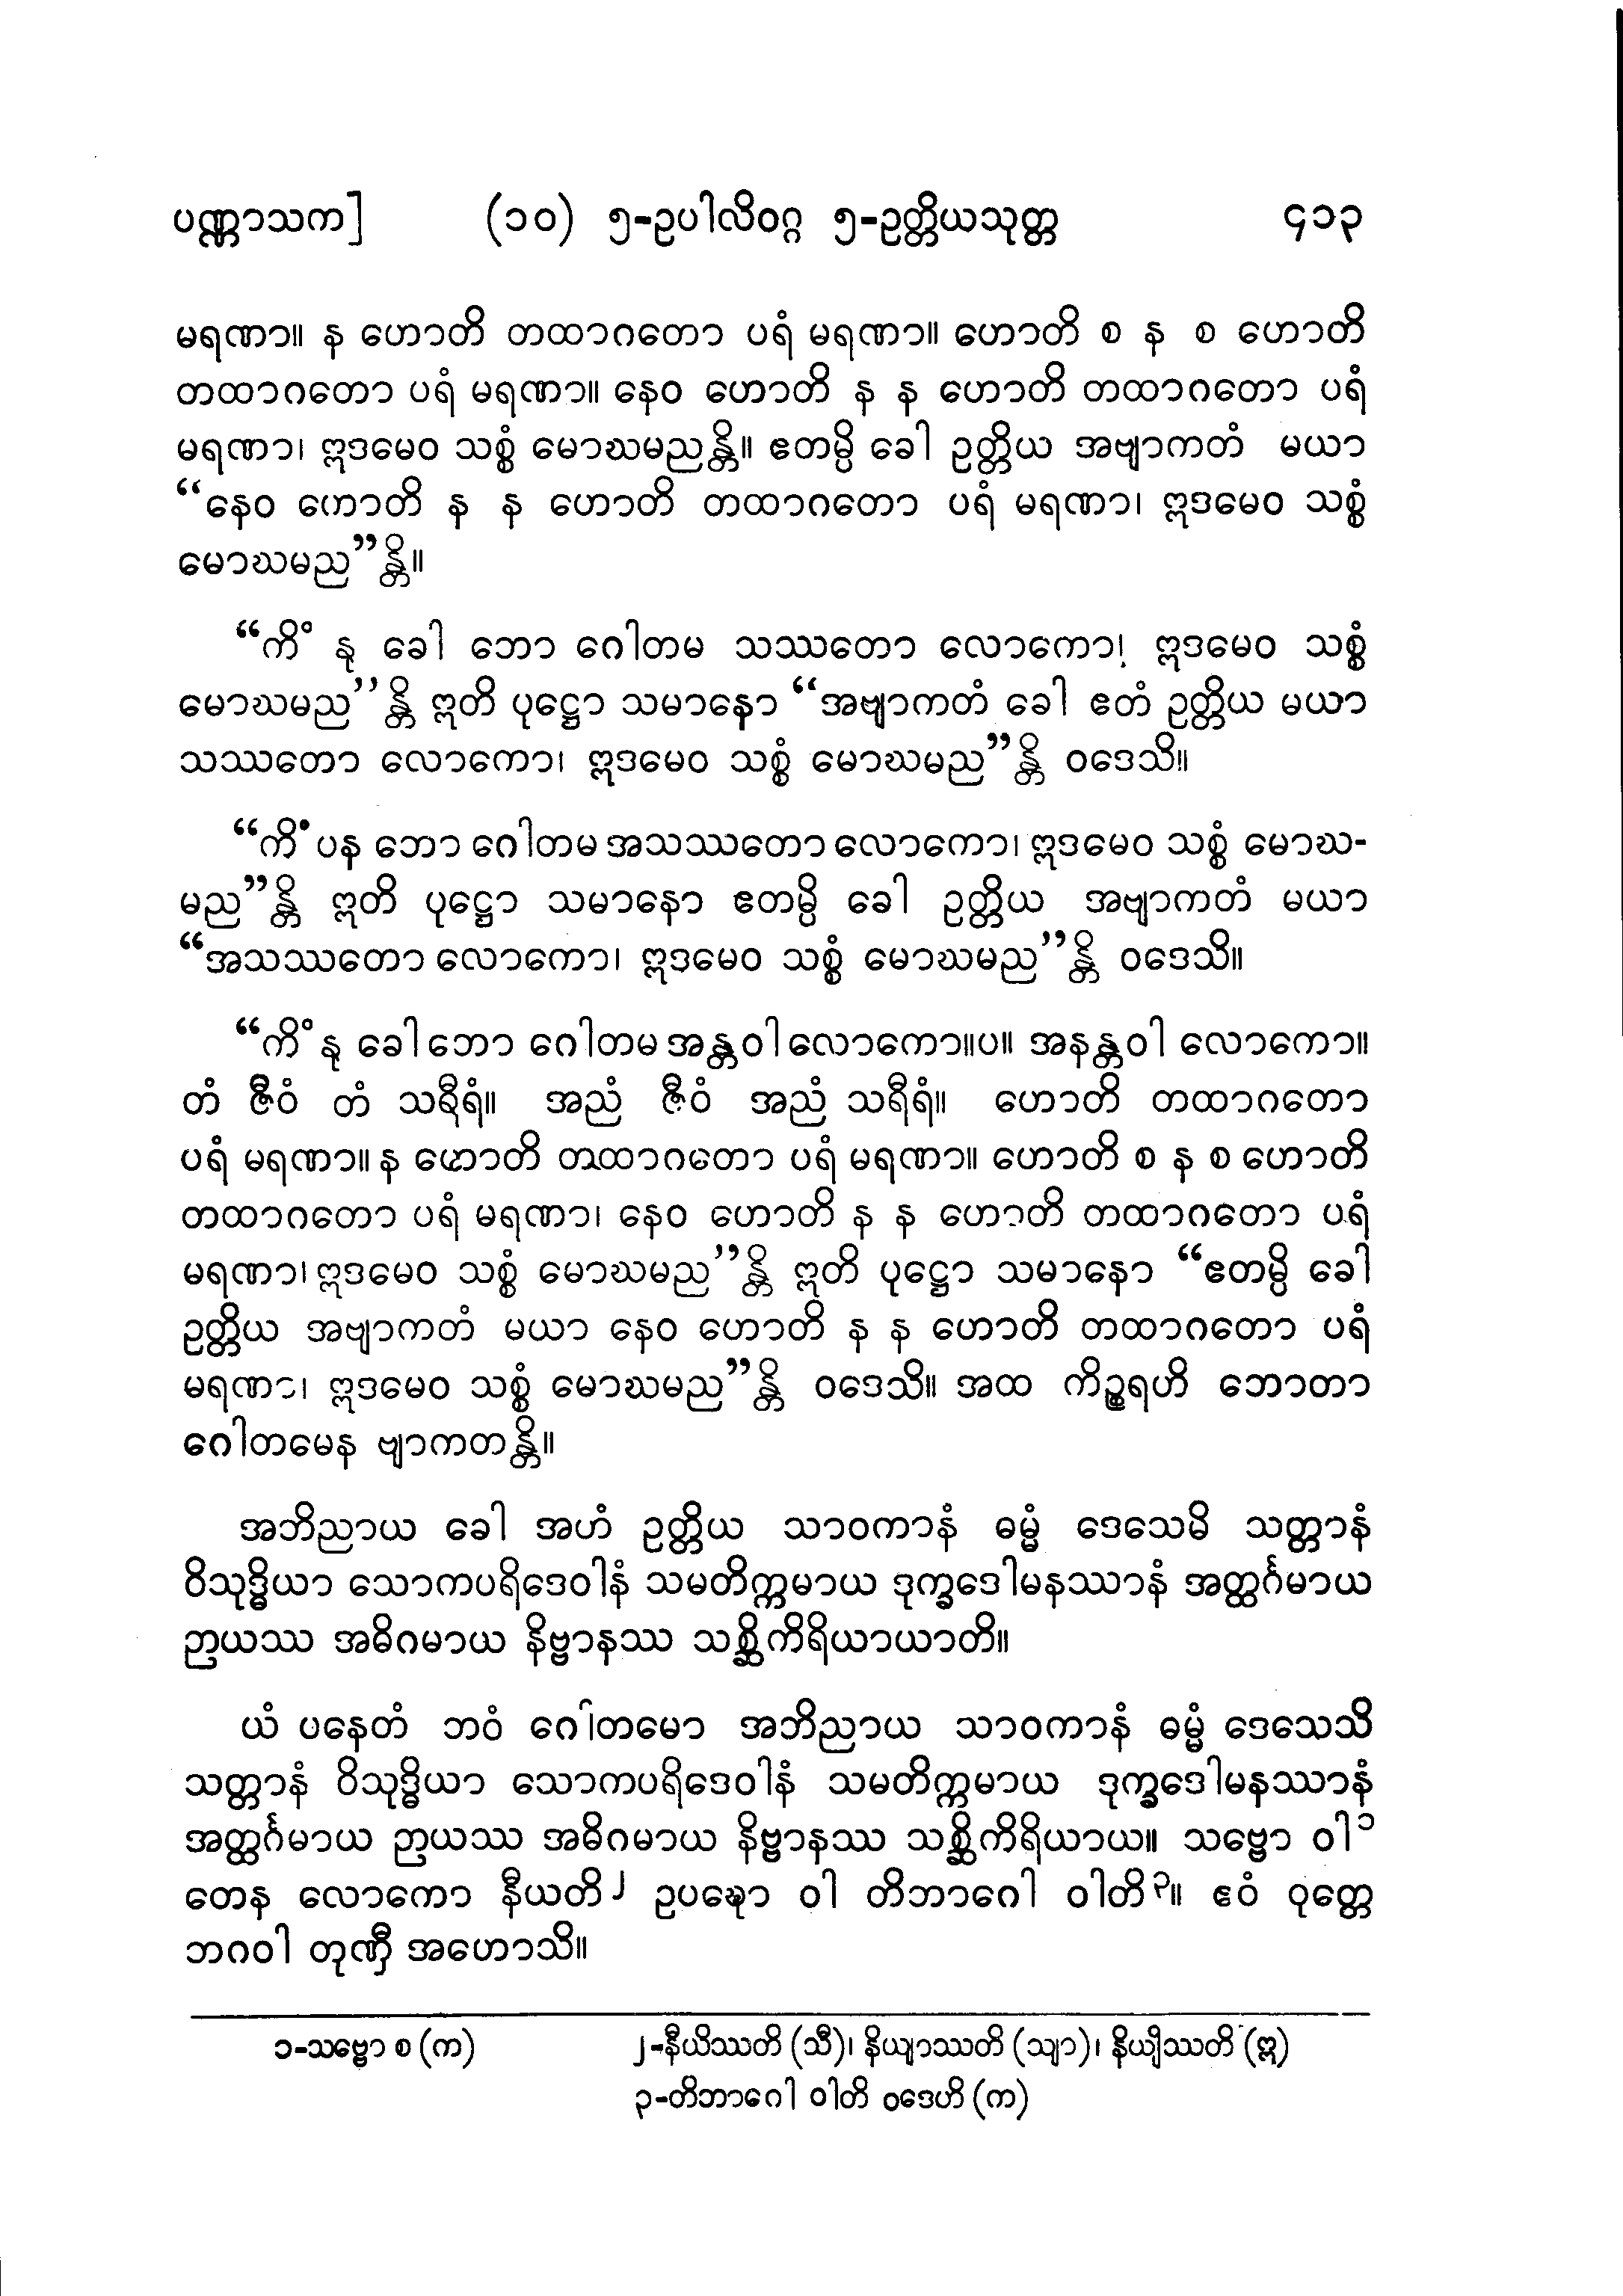 ပဏ္ဏာသက] (၁၀) ၅-ဥပါလိဝဂ္ဂ ၅-ဥတ္တိယသုတ္တ ၄၁၃
မရဏာ။ န ဟောတိ တထာဂတော ပရံ မရဏာ။ ဟောတိ စ န စ ဟောတိ
တထာဂတော ပရံ မရဏာ။ နေဝ ဟောတိ န န ဟောတိ တထာဂတော ပရံ
မရဏာ၊ ဣဒမေဝ သစ္စံ မောဃမညန္တိ။ ဧတမ္ပိ ခေါ ဥတ္တိယ အဗျာကတံ မယာ
“နေဝ ဟောတိ န န ဟောတိ တထာဂတော ပရံ မရဏာ၊ ဣဒမေဝ သစ္စံ
မောဃမည”န္တိ။
“ကိံ နု ခေါ ဘော ဂေါတမ သဿတော လောကော၊ ဣဒမေဝ သစ္စံ
မောဃမည”န္တိ ဣတိ ပုဋ္ဌော သမာနော “အဗျာကတံ ခေါ ဧတံ ဥတ္တိယ မယာ
သဿတော လောကော၊ ဣဒမေဝ သစ္စံ မောဃမည”န္တိ ဝဒေသိ။
“ကိံ ပန ဘော ဂေါတမ အသဿတော လောကော၊ ဣဒမေဝ သစ္စံ မောဃ-
မည”န္တိ ဣတိ ပုဋ္ဌော သမာနော ဧတမ္ပိ ခေါ ဥတ္တိယ အဗျာကတံ မယာ
“အသဿတော လောကော၊ ဣဒမေဝ သစ္စံ မောဃမည”န္တိ ဝဒေသိ။
“ကိံ နု ခေါ ဘော ဂေါတမ အန္တဝါ လောကော။ပ။ အနန္တဝါ လောကော။
တံ ဇီဝံ တံ သရီရံ။ အညံ ဇီဝံ အညံ သရီရံ။ ဟောတိ တထာဂတော
ပရံ မရဏာ။ န ဟောတိ တထာဂတော ပရံ မရဏာ။ ဟောတိ စ န စ ဟောတိ
တထာဂတော ပရံ မရဏာ၊ နေဝ ဟောတိ န န ဟောတိ တထာဂတော ပရံ
မရဏာ၊ ဣဒမေဝ သစ္စံ မောဃမည”န္တိ ဣတိ ပုဋ္ဌော သမာနော “ဧတမ္ပိ ခေါ
ဥတ္တိယ အဗျာကတံ မယာ နေဝ ဟောတိ န န ဟောတိ တထာဂတော ပရံ
မရဏာ၊ ဣဒမေဝ သစ္စံ မောဃမည”န္တိ ဝဒေသိ။ အထ ကိဉ္စရဟိ ဘောတာ
ဂေါတမေန ဗျာကတန္တိ။
အဘိညာယ ခေါ အဟံ ဥတ္တိယ သာဝကာနံ ဓမ္မံ ဒေသေမိ သတ္တာနံ
ဝိသုဒ္ဓိယာ သောကပရိဒေဝါနံ သမတိက္ကမာယ ဒုက္ခဒေါမနဿာနံ အတ္ထင်္ဂမာယ
ဉာယဿ အဓိဂမာယ နိဗ္ဗာနဿ သစ္ဆိကိရိယာယာတိ။
ယံ ပနေတံ ဘဝံ ဂေါတမော အဘိညာယ သာဝကာနံ ဓမ္မံ ဒေသေသိ
သတ္တာနံ ဝိသုဒ္ဓိယာ သောကပရိဒေဝါနံ သမတိက္ကမာယ ဒုက္ခဒေါမနဿာနံ
အတ္ထင်္ဂမာယ ဉာယဿ အဓိဂမာယ နိဗ္ဗာနဿ သစ္ဆိကိရိယာယ။ သဗ္ဗော ဝါ၁
တေန လောကော နီယတိ၂ ဥပဍ္ဎော ဝါ တိဘာဂေါ ဝါတိ၃။ ဧဝံ ဝုတ္တေ
ဘဂဝါ တုဏှီ အဟောသိ။
၁-သဗ္ဗော စ (က) ၂-နီယိဿတိ (သီ)၊ နိယျာဿတိ (သျာ)၊ နိယျိဿတိ (ဣ)
၃-တိဘာဂေါ ဝါတိ ဝဒေဟိ (က)